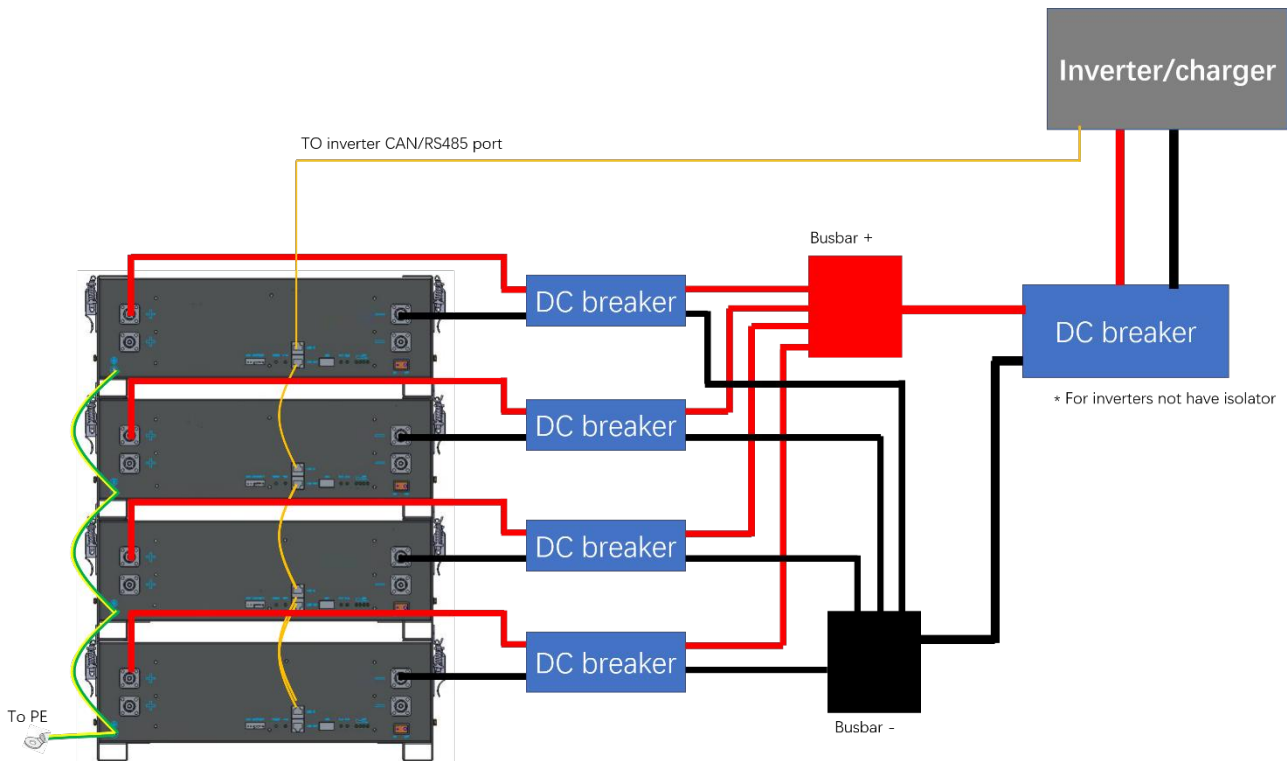 Inverter/charger
TO inverter CAN/RS485 port
Busbar +
DC breaker
DC breaker
* For inverters not have isolator
DC breaker
DC breaker
DC breaker
To PE
Busbar -